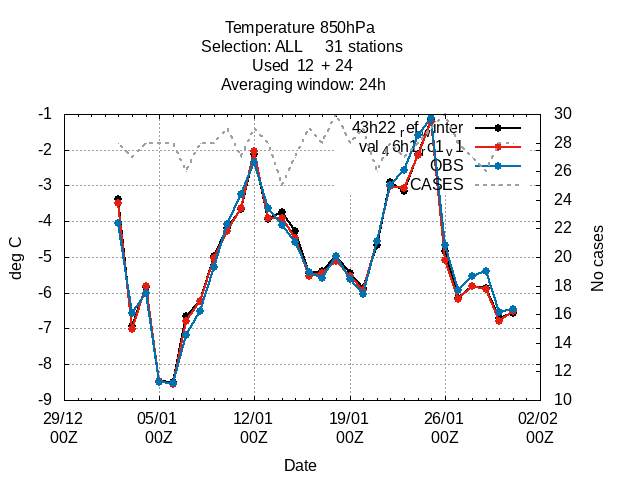 Temperature 850hPa
Selection: ALL 31 stations
Used 12 + 24
Averaging window: 24h
43h22_ref_winter
val_46h1_rc1_v1
OBS
CASES
-1
-2
-3
-4
-5
-6
-7
-8
-9
deg C
30
28
26
24
22
20
18
16
14
12
10
No cases
29/12 05/01 12/01 19/01 26/01 02/02
00Z 00Z 00Z 00Z 00Z 00Z
Date